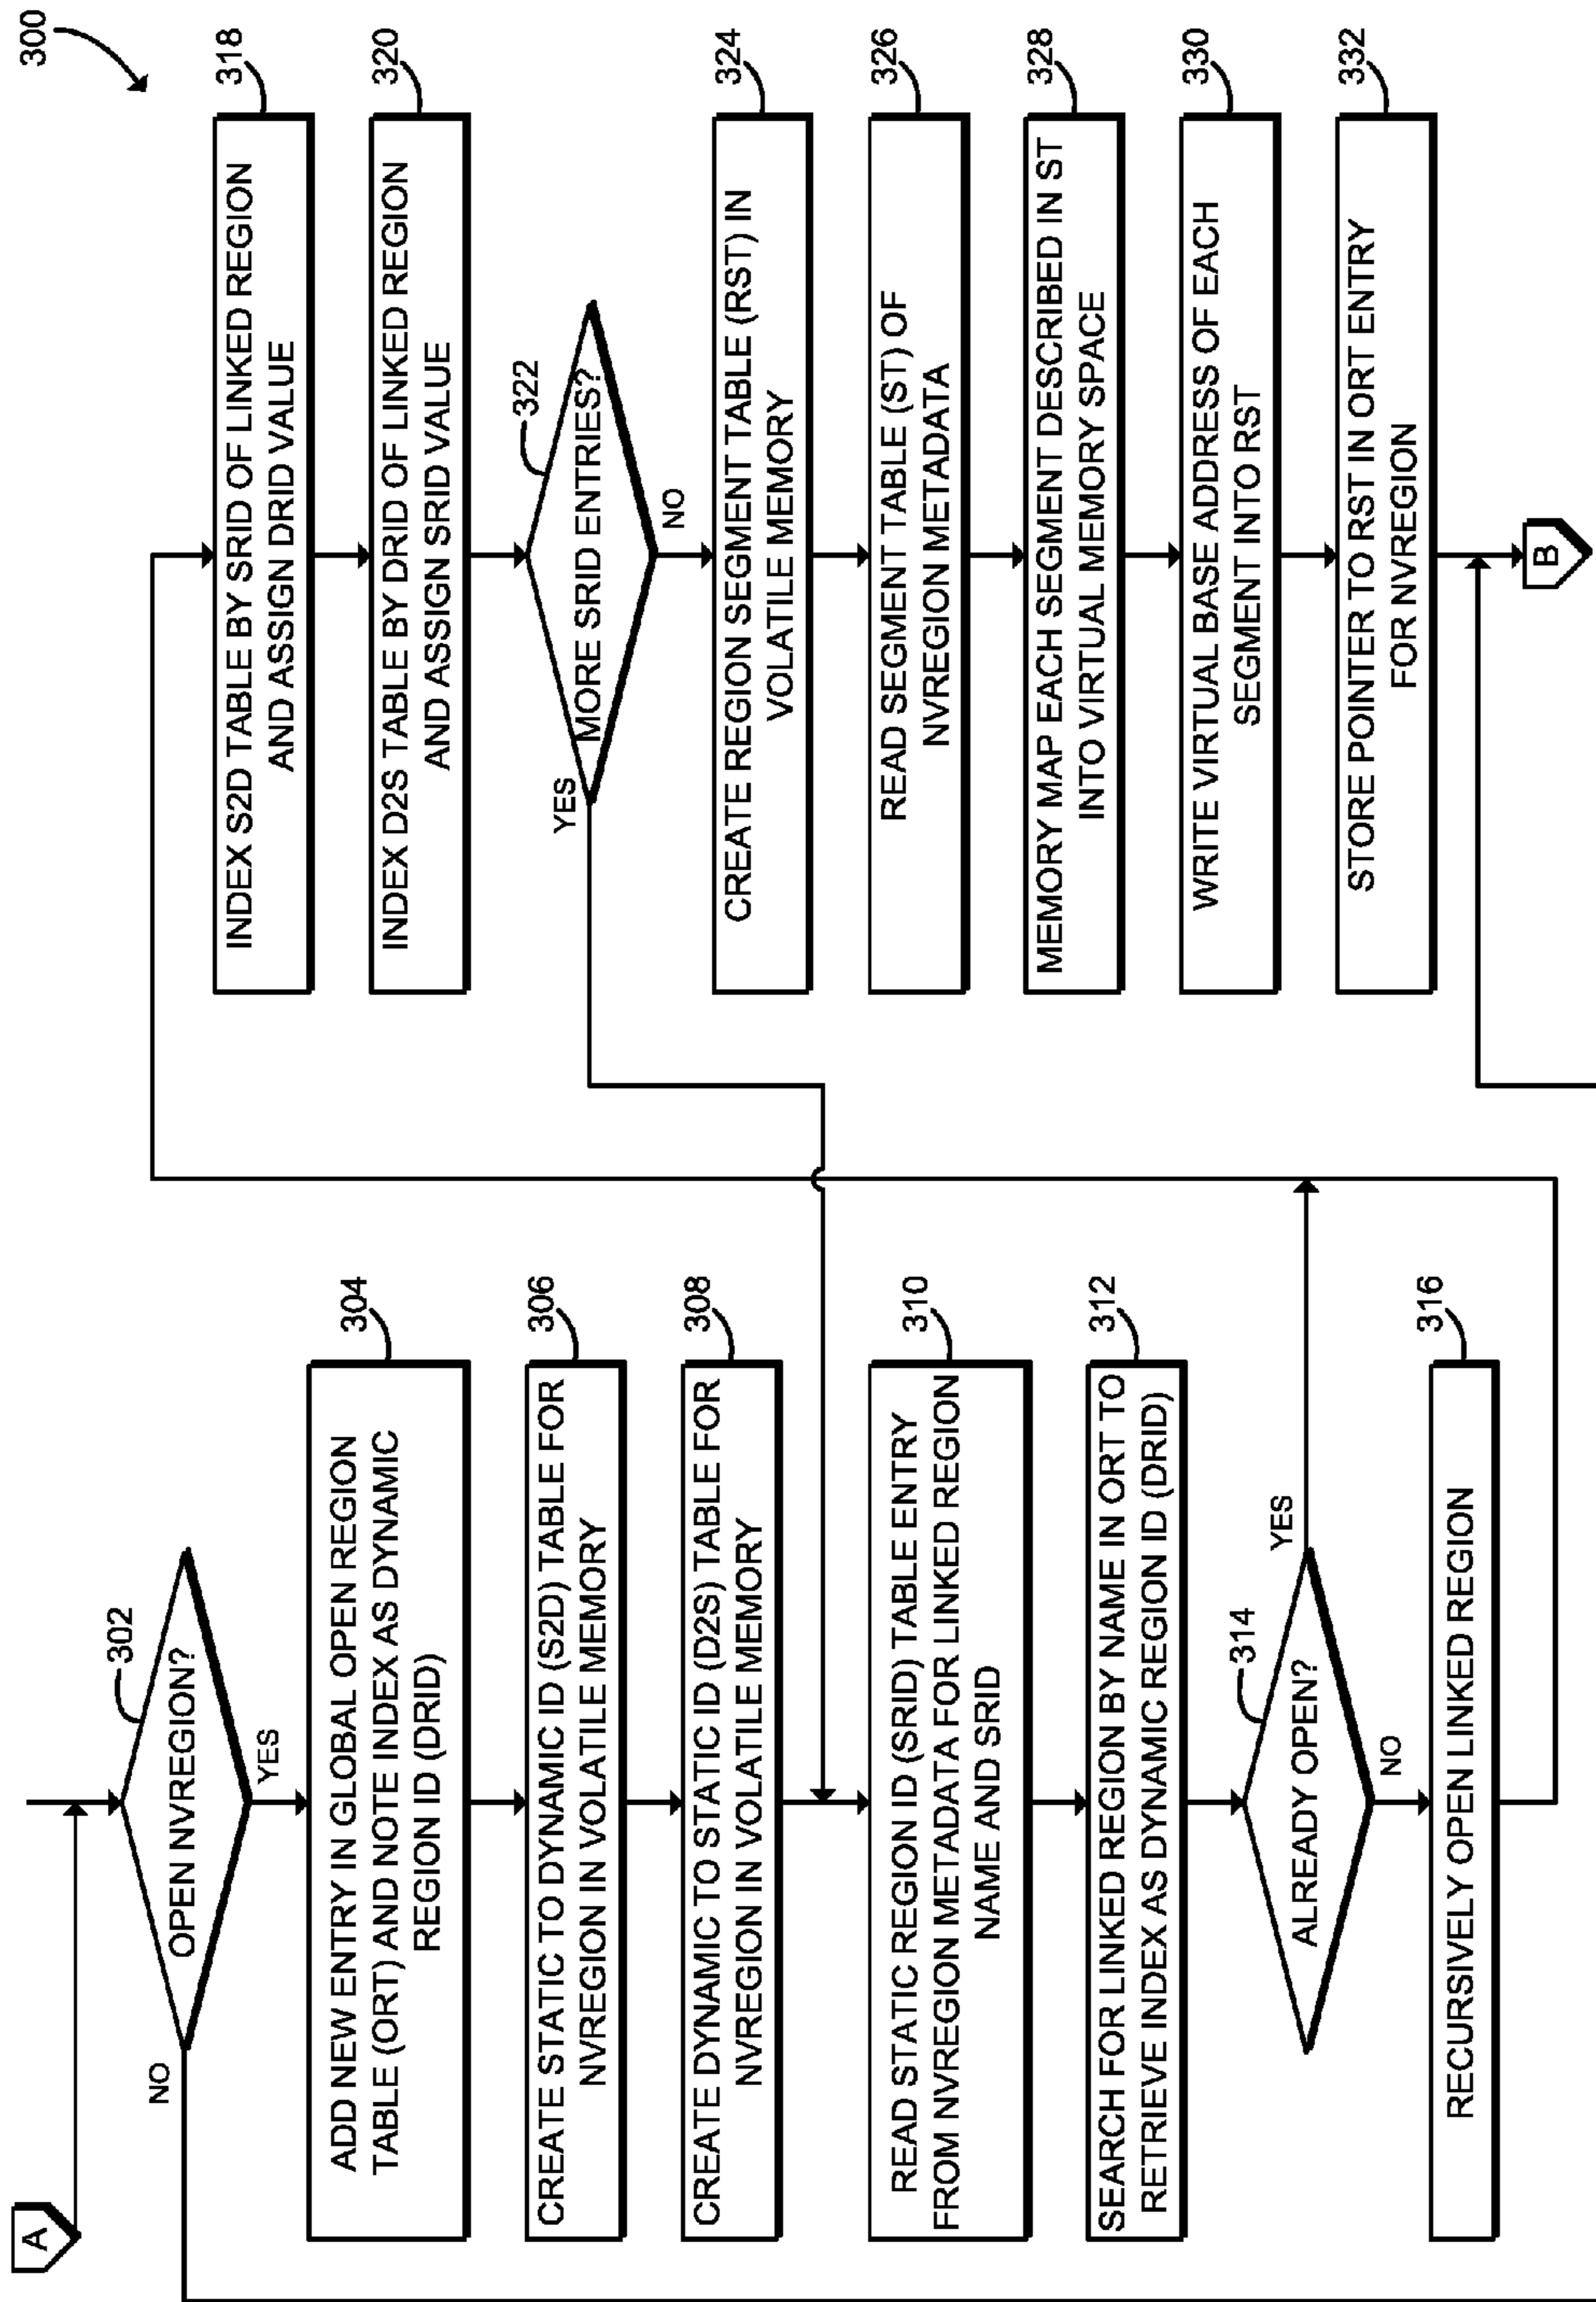 300
A
302
OPEN NVREGION?
NO
YES
304
ADD NEW ENTRY IN GLOBAL OPEN REGION
TABLE (ORT) AND NOTE INDEX AS DYNAMIC
REGION ID (DRID)
306
CREATE STATIC TO DYNAMIC ID (S2D) TABLE FOR
NVREGION IN VOLATILE MEMORY
308
CREATE DYNAMIC TO STATIC ID (D2S) TABLE FOR
NVREGION IN VOLATILE MEMORY
310
READ STATIC REGION ID (SRID) TABLE ENTRY
FROM NVREGION METADATA FOR LINKED REGION
NAME AND SRID
312
SEARCH FOR LINKED REGION BY NAME IN ORT TO
RETRIEVE INDEX AS DYNAMIC REGION ID (DRID)
314
ALREADY OPEN?
YES
NO
316
RECURSIVELY OPEN LINKED REGION
318
INDEX S2D TABLE BY SRID OF LINKED REGION
AND ASSIGN DRID VALUE
320
INDEX D2S TABLE BY DRID OF LINKED REGION
AND ASSIGN SRID VALUE
322
MORE SRID ENTRIES?
YES
NO
324
CREATE REGION SEGMENT TABLE (RST) IN
VOLATILE MEMORY
326
READ SEGMENT TABLE (ST) OF
NVREGION METADATA
328
MEMORY MAP EACH SEGMENT DESCRIBED IN ST
INTO VIRTUAL MEMORY SPACE
330
WRITE VIRTUAL BASE ADDRESS OF EACH
SEGMENT INTO RST
332
STORE POINTER TO RST IN ORT ENTRY
FOR NVREGION
B